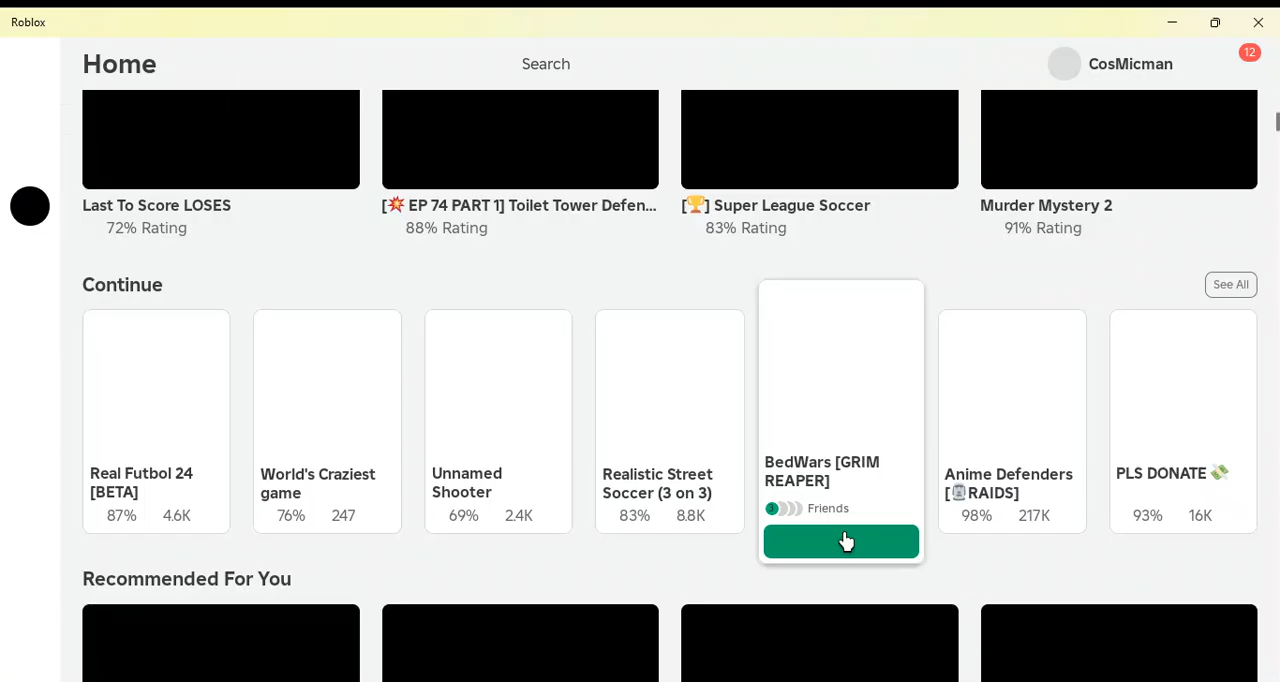 Roblox
Home
Search
CosMicman
12
Last To Score LOSES
[💥 EP 74 PART 1] Toilet Tower Defen...
[🏆] Super League Soccer
Murder Mystery 2
72% Rating
88% Rating
83% Rating
91% Rating
Continue
See All
Real Futbol 24
[BETA]
87% 4.6K
World's Craziest
game
76% 247
Unnamed
Shooter
69% 2.4K
Realistic Street
Soccer (3 on 3)
83% 8.8K
BedWars [GRIM
REAPER]
3 Friends
Anime Defenders
[🪦RAIDS]
98% 217K
PLS DONATE 💸
93% 16K
Recommended For You